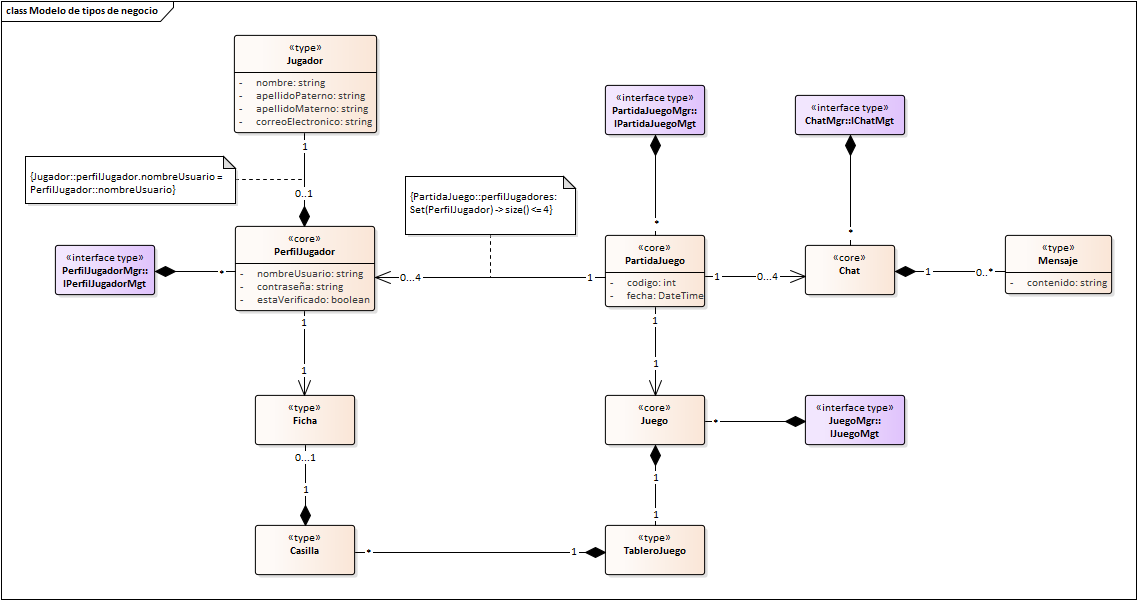 class Modelo de tipos de negocio
«type»
Jugador
- nombre: string
- apellidoPaterno: string
- apellidoMaterno: string
- correoElectronico: string
1
{Jugador::perfilJugador.nombreUsuario =
PerfilJugador::nombreUsuario}
0..1
«interface type»
PartidaJuegoMgr::
IPartidaJuegoMgt
*
«interface type»
ChatMgr::IChatMgt
*
{PartidaJuego::perfilJugadores:
Set(PerfilJugador) -> size() <= 4}
«interface type»
PerfilJugadorMgr::
IPerfilJugadorMgt
*
«core»
PerfilJugador
- nombreUsuario: string
- contraseña: string
- estaVerificado: boolean
0...4
1
«core»
PartidaJuego
- codigo: int
- fecha: DateTime
1
0...4
«core»
Chat
1
0..*
«type»
Mensaje
- contenido: string
1
1
«type»
Ficha
1
1
«core»
Juego
*
«interface type»
JuegoMgr::
IJuegoMgt
0...1
1
1
1
«type»
Casilla
*
1
«type»
TableroJuego